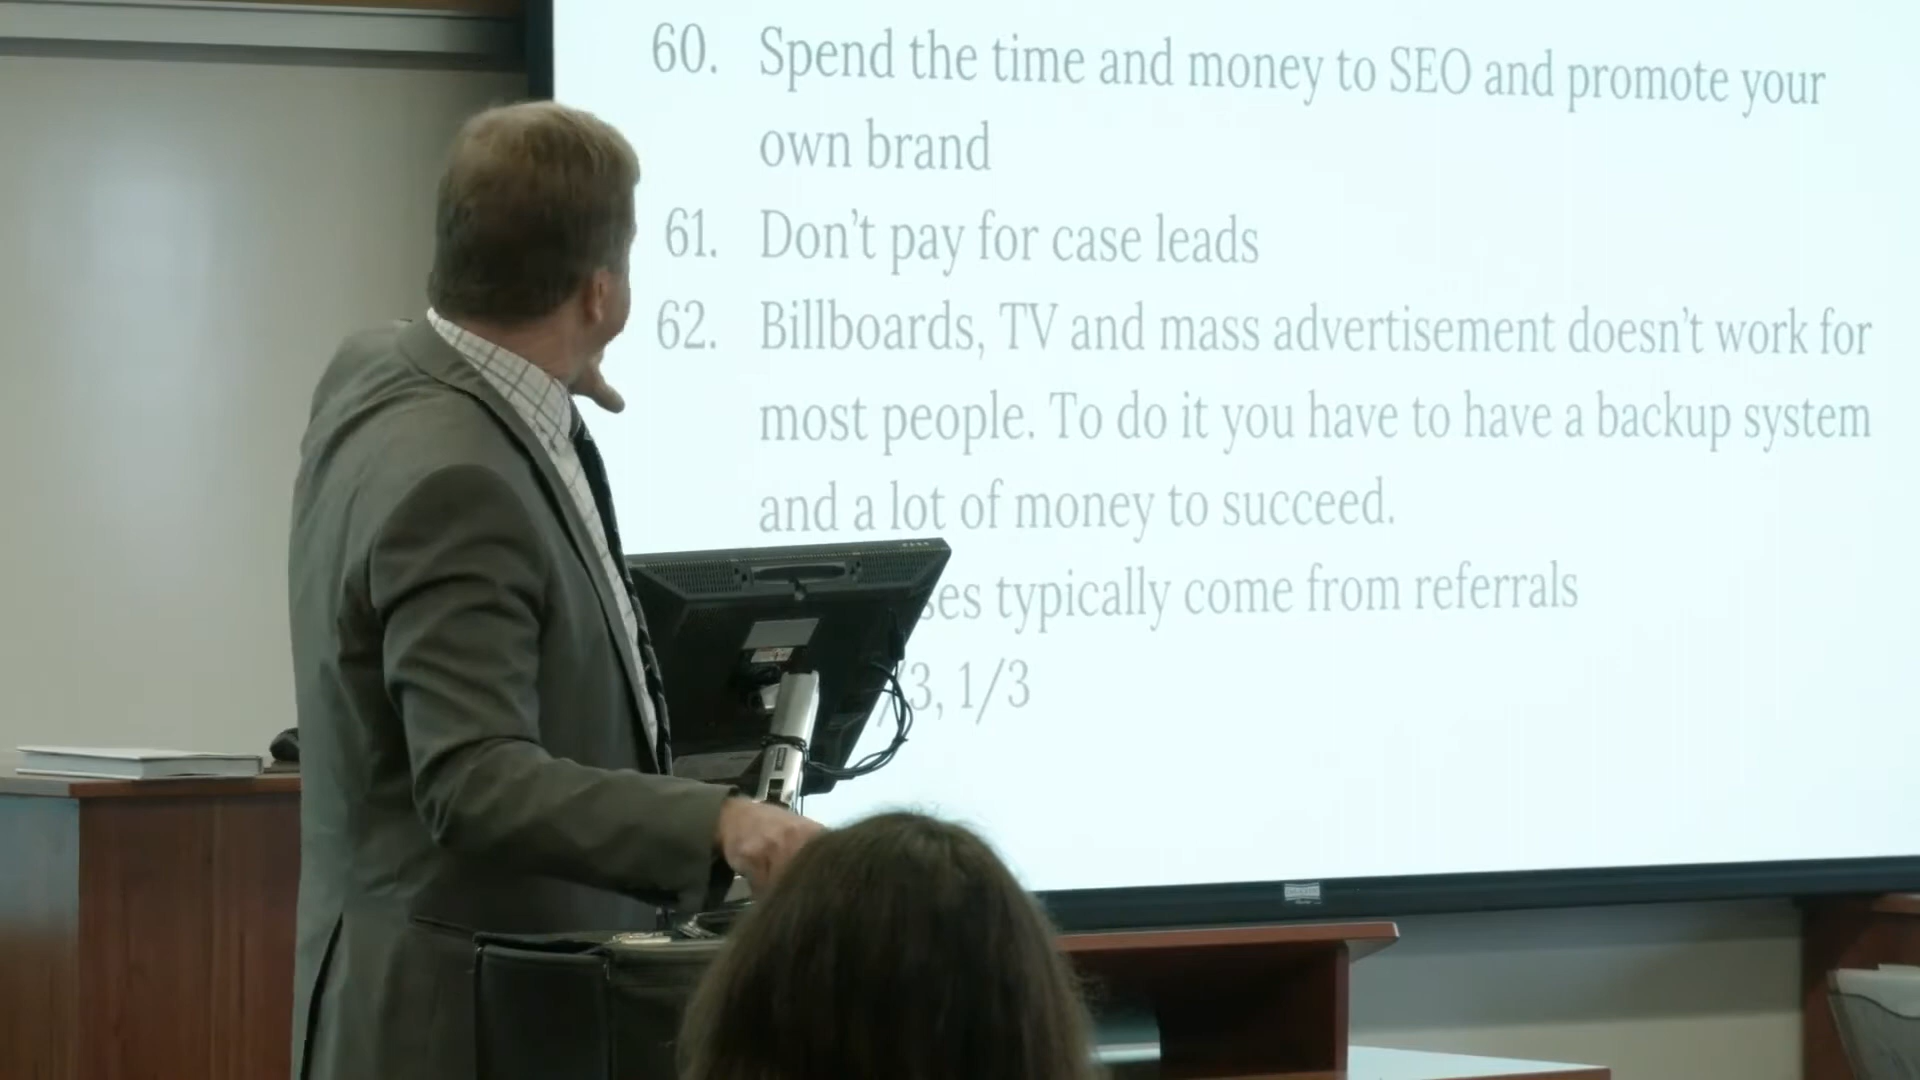 60. Spend the time and money to SEO and promote your
own brand
61. Don't pay for case leads
62. Billboards, TV and mass advertisement doesn't work for
most people. To do it you have to have a backup system
and a lot of money to succeed.
typically come from referrals
1/3